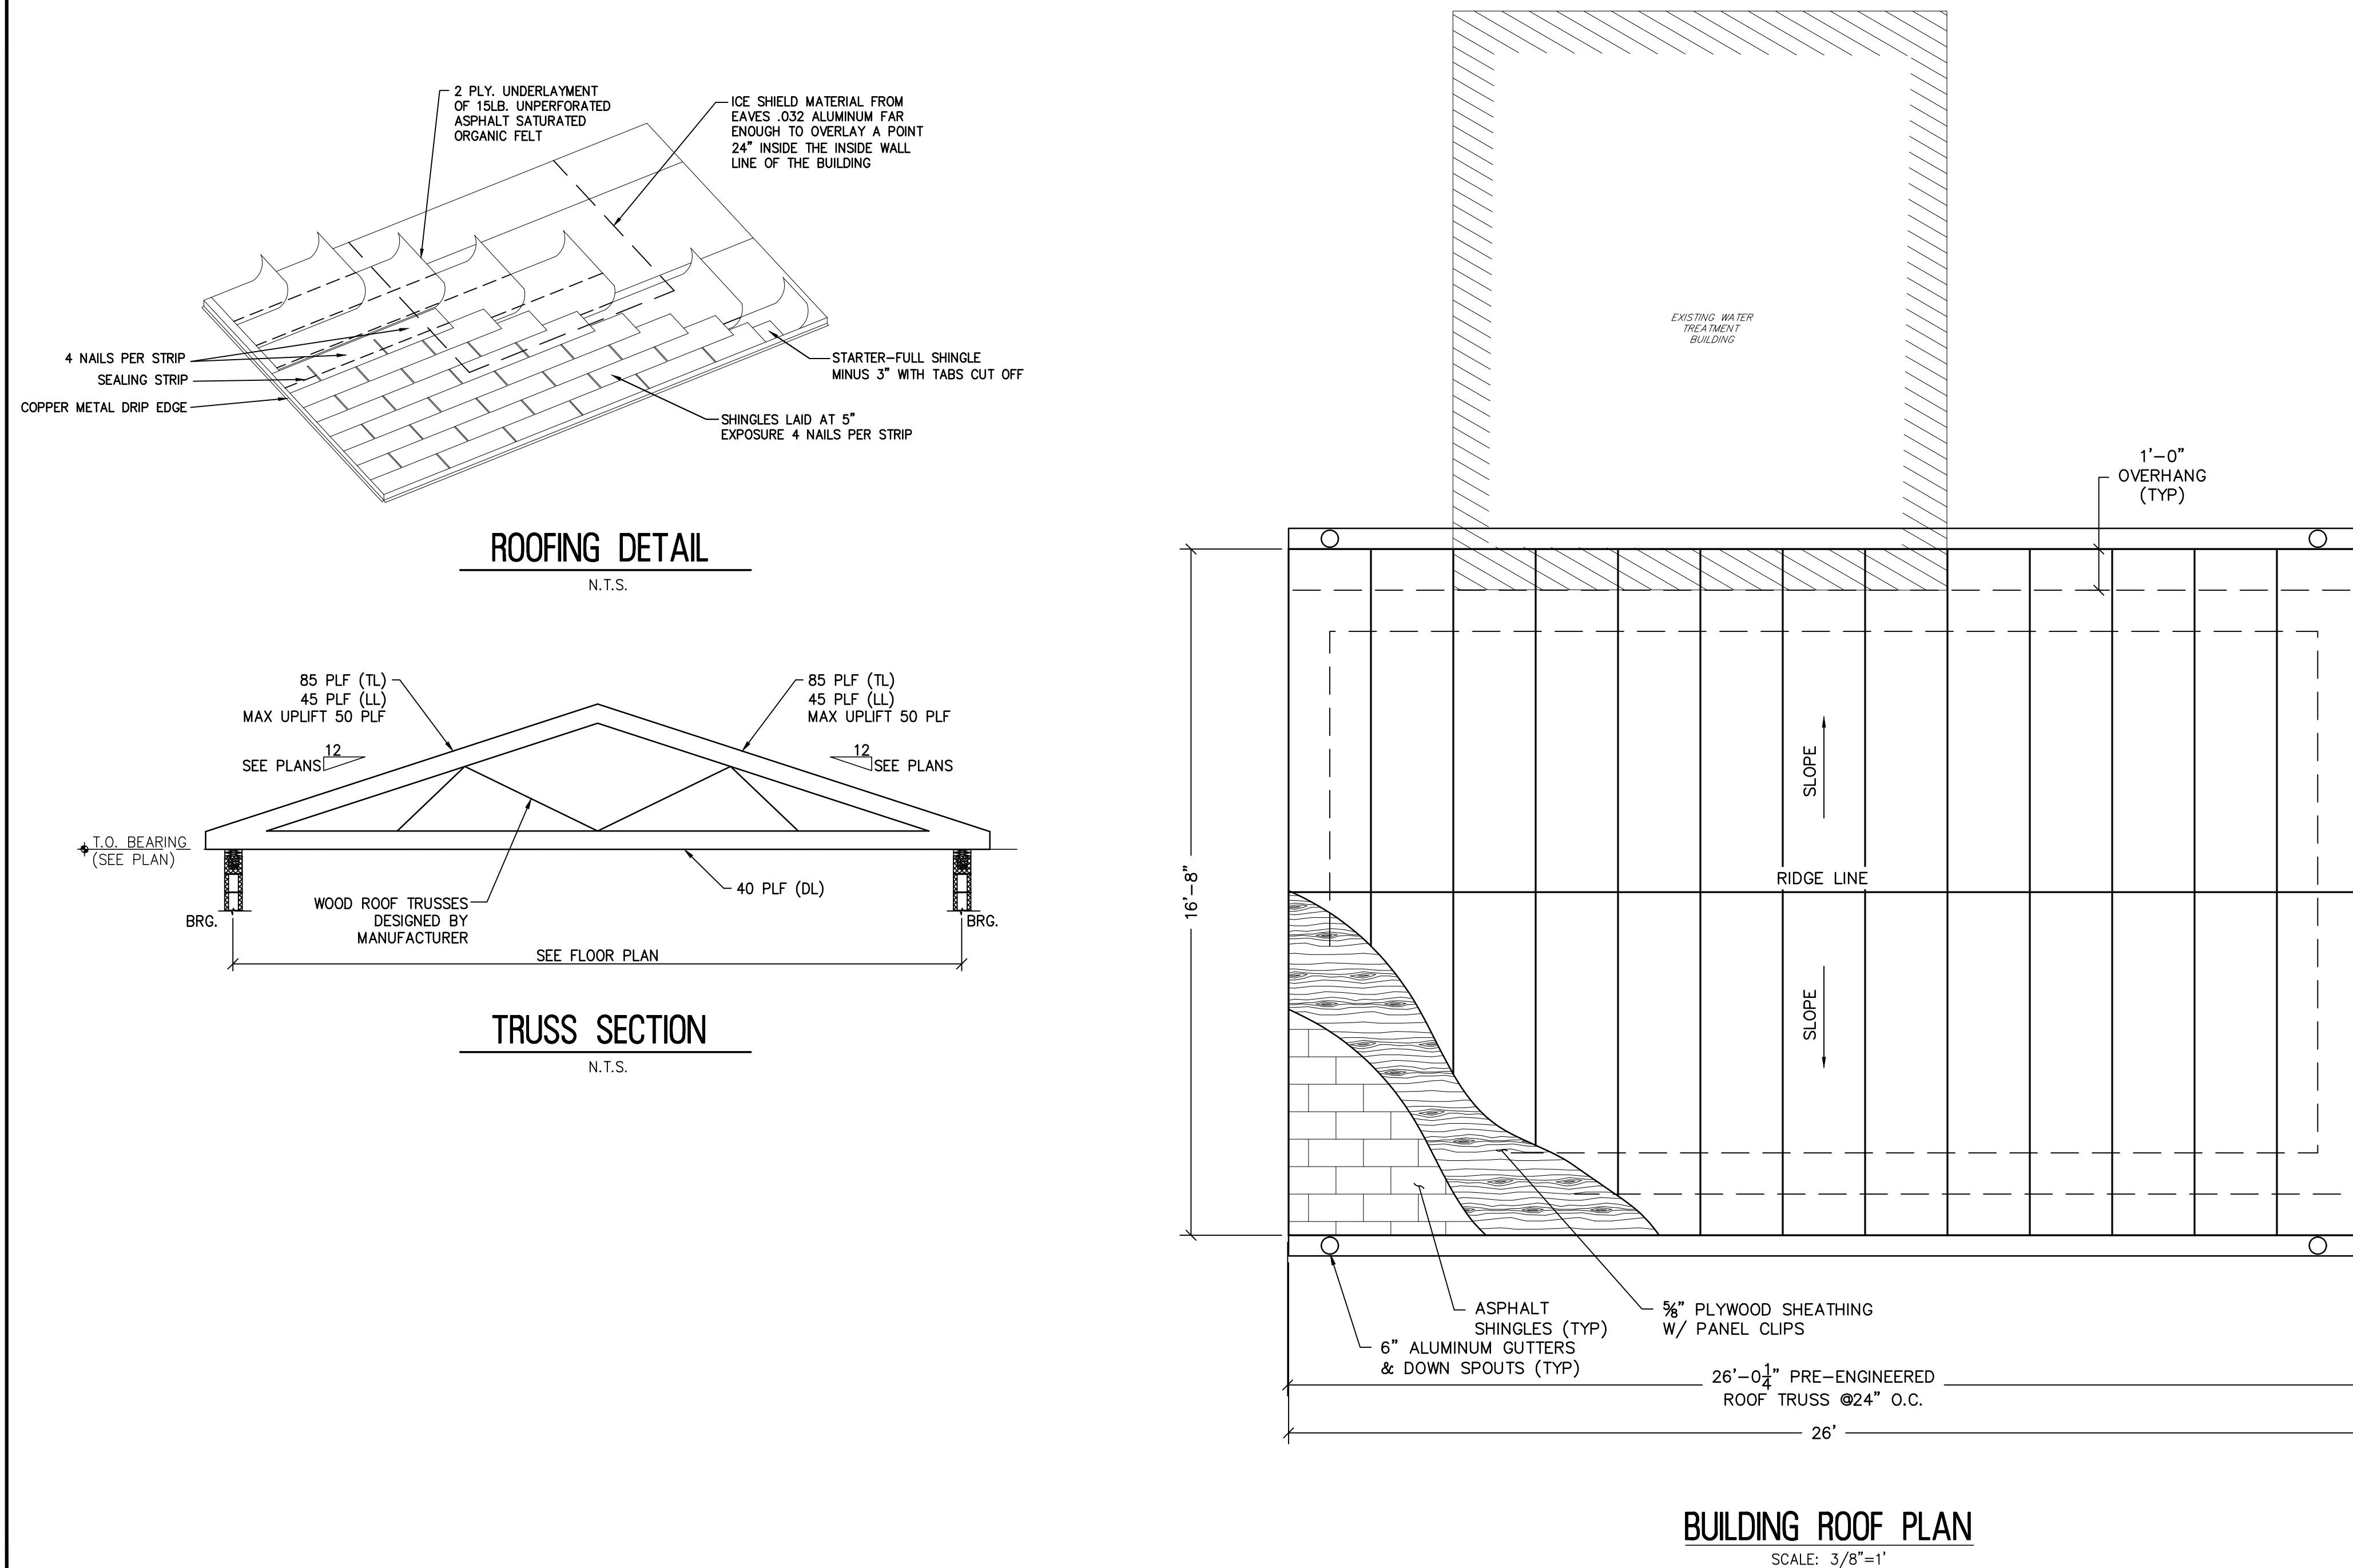 2 PLY. UNDERLAYMENT
OF 15LB. UNPERFORATED
ASPHALT SATURATED
ORGANIC FELT
ICE SHIELD MATERIAL FROM
EAVES .032 ALUMINUM FAR
ENOUGH TO OVERLAY A POINT
24" INSIDE THE INSIDE WALL
LINE OF THE BUILDING
4 NAILS PER STRIP
SEALING STRIP
COPPER METAL DRIP EDGE
STARTER-FULL SHINGLE
MINUS 3" WITH TABS CUT OFF
SHINGLES LAID AT 5"
EXPOSURE 4 NAILS PER STRIP
ROOFING DETAIL
N.T.S.
85 PLF (TL)
45 PLF (LL)
MAX UPLIFT 50 PLF
85 PLF (TL)
45 PLF (LL)
MAX UPLIFT 50 PLF
12
SEE PLANS
12
SEE PLANS
T.O. BEARING
(SEE PLAN)
40 PLF (DL)
WOOD ROOF TRUSSES
DESIGNED BY
MANUFACTURER
BRG.
BRG.
SEE FLOOR PLAN
TRUSS SECTION
N.T.S.
EXISTING WATER
TREATMENT
BUILDING
1'-0"
OVERHANG
(TYP)
16'-8"
SLOPE
RIDGE LINE
SLOPE
ASPHALT
SHINGLES (TYP)
⅝" PLYWOOD SHEATHING
W/ PANEL CLIPS
6" ALUMINUM GUTTERS
& DOWN SPOUTS (TYP)
26'-0¼" PRE-ENGINEERED
ROOF TRUSS @24" O.C.
26'
BUILDING ROOF PLAN
SCALE: 3/8"=1'